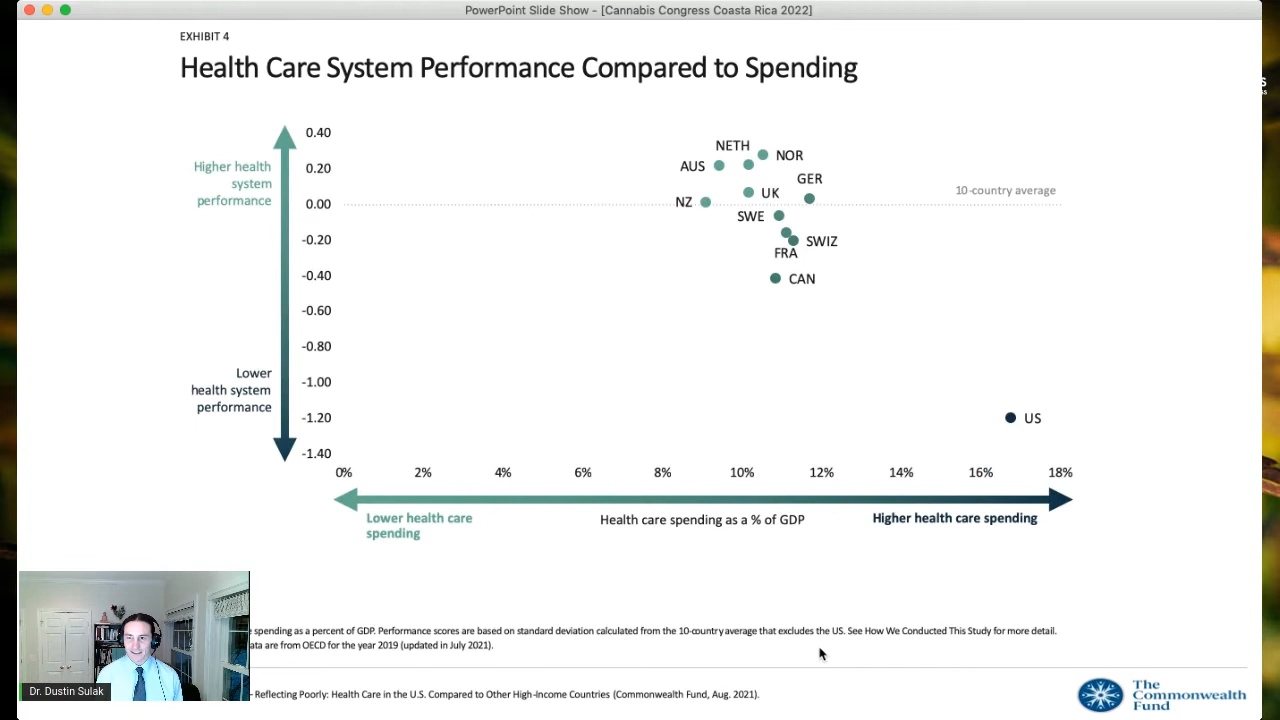 PowerPoint Slide Show - [Cannabis Congress Coasta Rica 2022]
EXHIBIT 4
Health Care System Performance Compared to Spending
Higher health
system
performance
Lower
health system
performance
0.40
0.20
0.00
-0.20
-0.40
-0.60
-0.80
-1.00
-1.20
-1.40
NETH
NOR
AUS
GER
UK
NZ
SWE
SWIZ
FRA
CAN
US
10-country average
0%
2%
4%
6%
8%
10%
12%
14%
16%
18%
Lower health care
spending
Health care spending as a % of GDP
Higher health care spending
spending as a percent of GDP. Performance scores are based on standard deviation calculated from the 10-country average that excludes the US. See How We Conducted This Study for more detail.
ata are from OECD for the year 2019 (updated in July 2021).
- Reflecting Poorly: Health Care in the U.S. Compared to Other High-Income Countries (Commonwealth Fund, Aug. 2021).
Dr. Dustin Sulak
The
Commonwealth
Fund